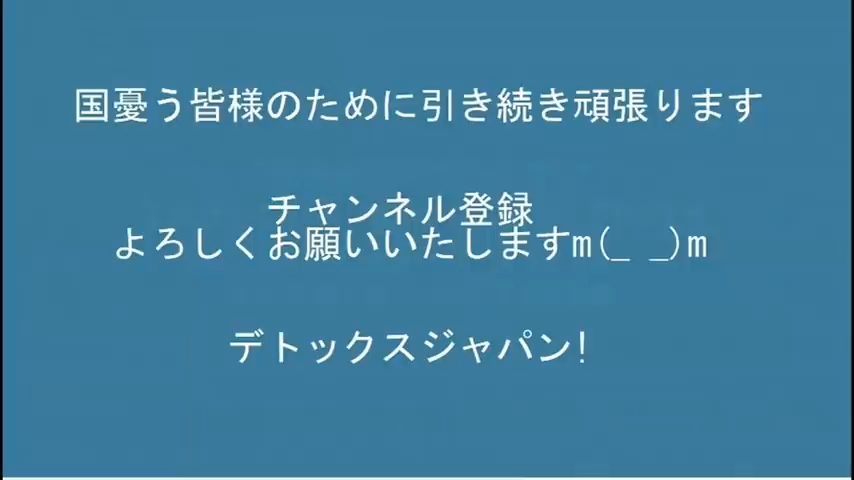 国憂う皆様のために引き続き頑張ります
チャンネル登録
よろしくお願いいたしますm(_ _)m
デトックスジャパン!